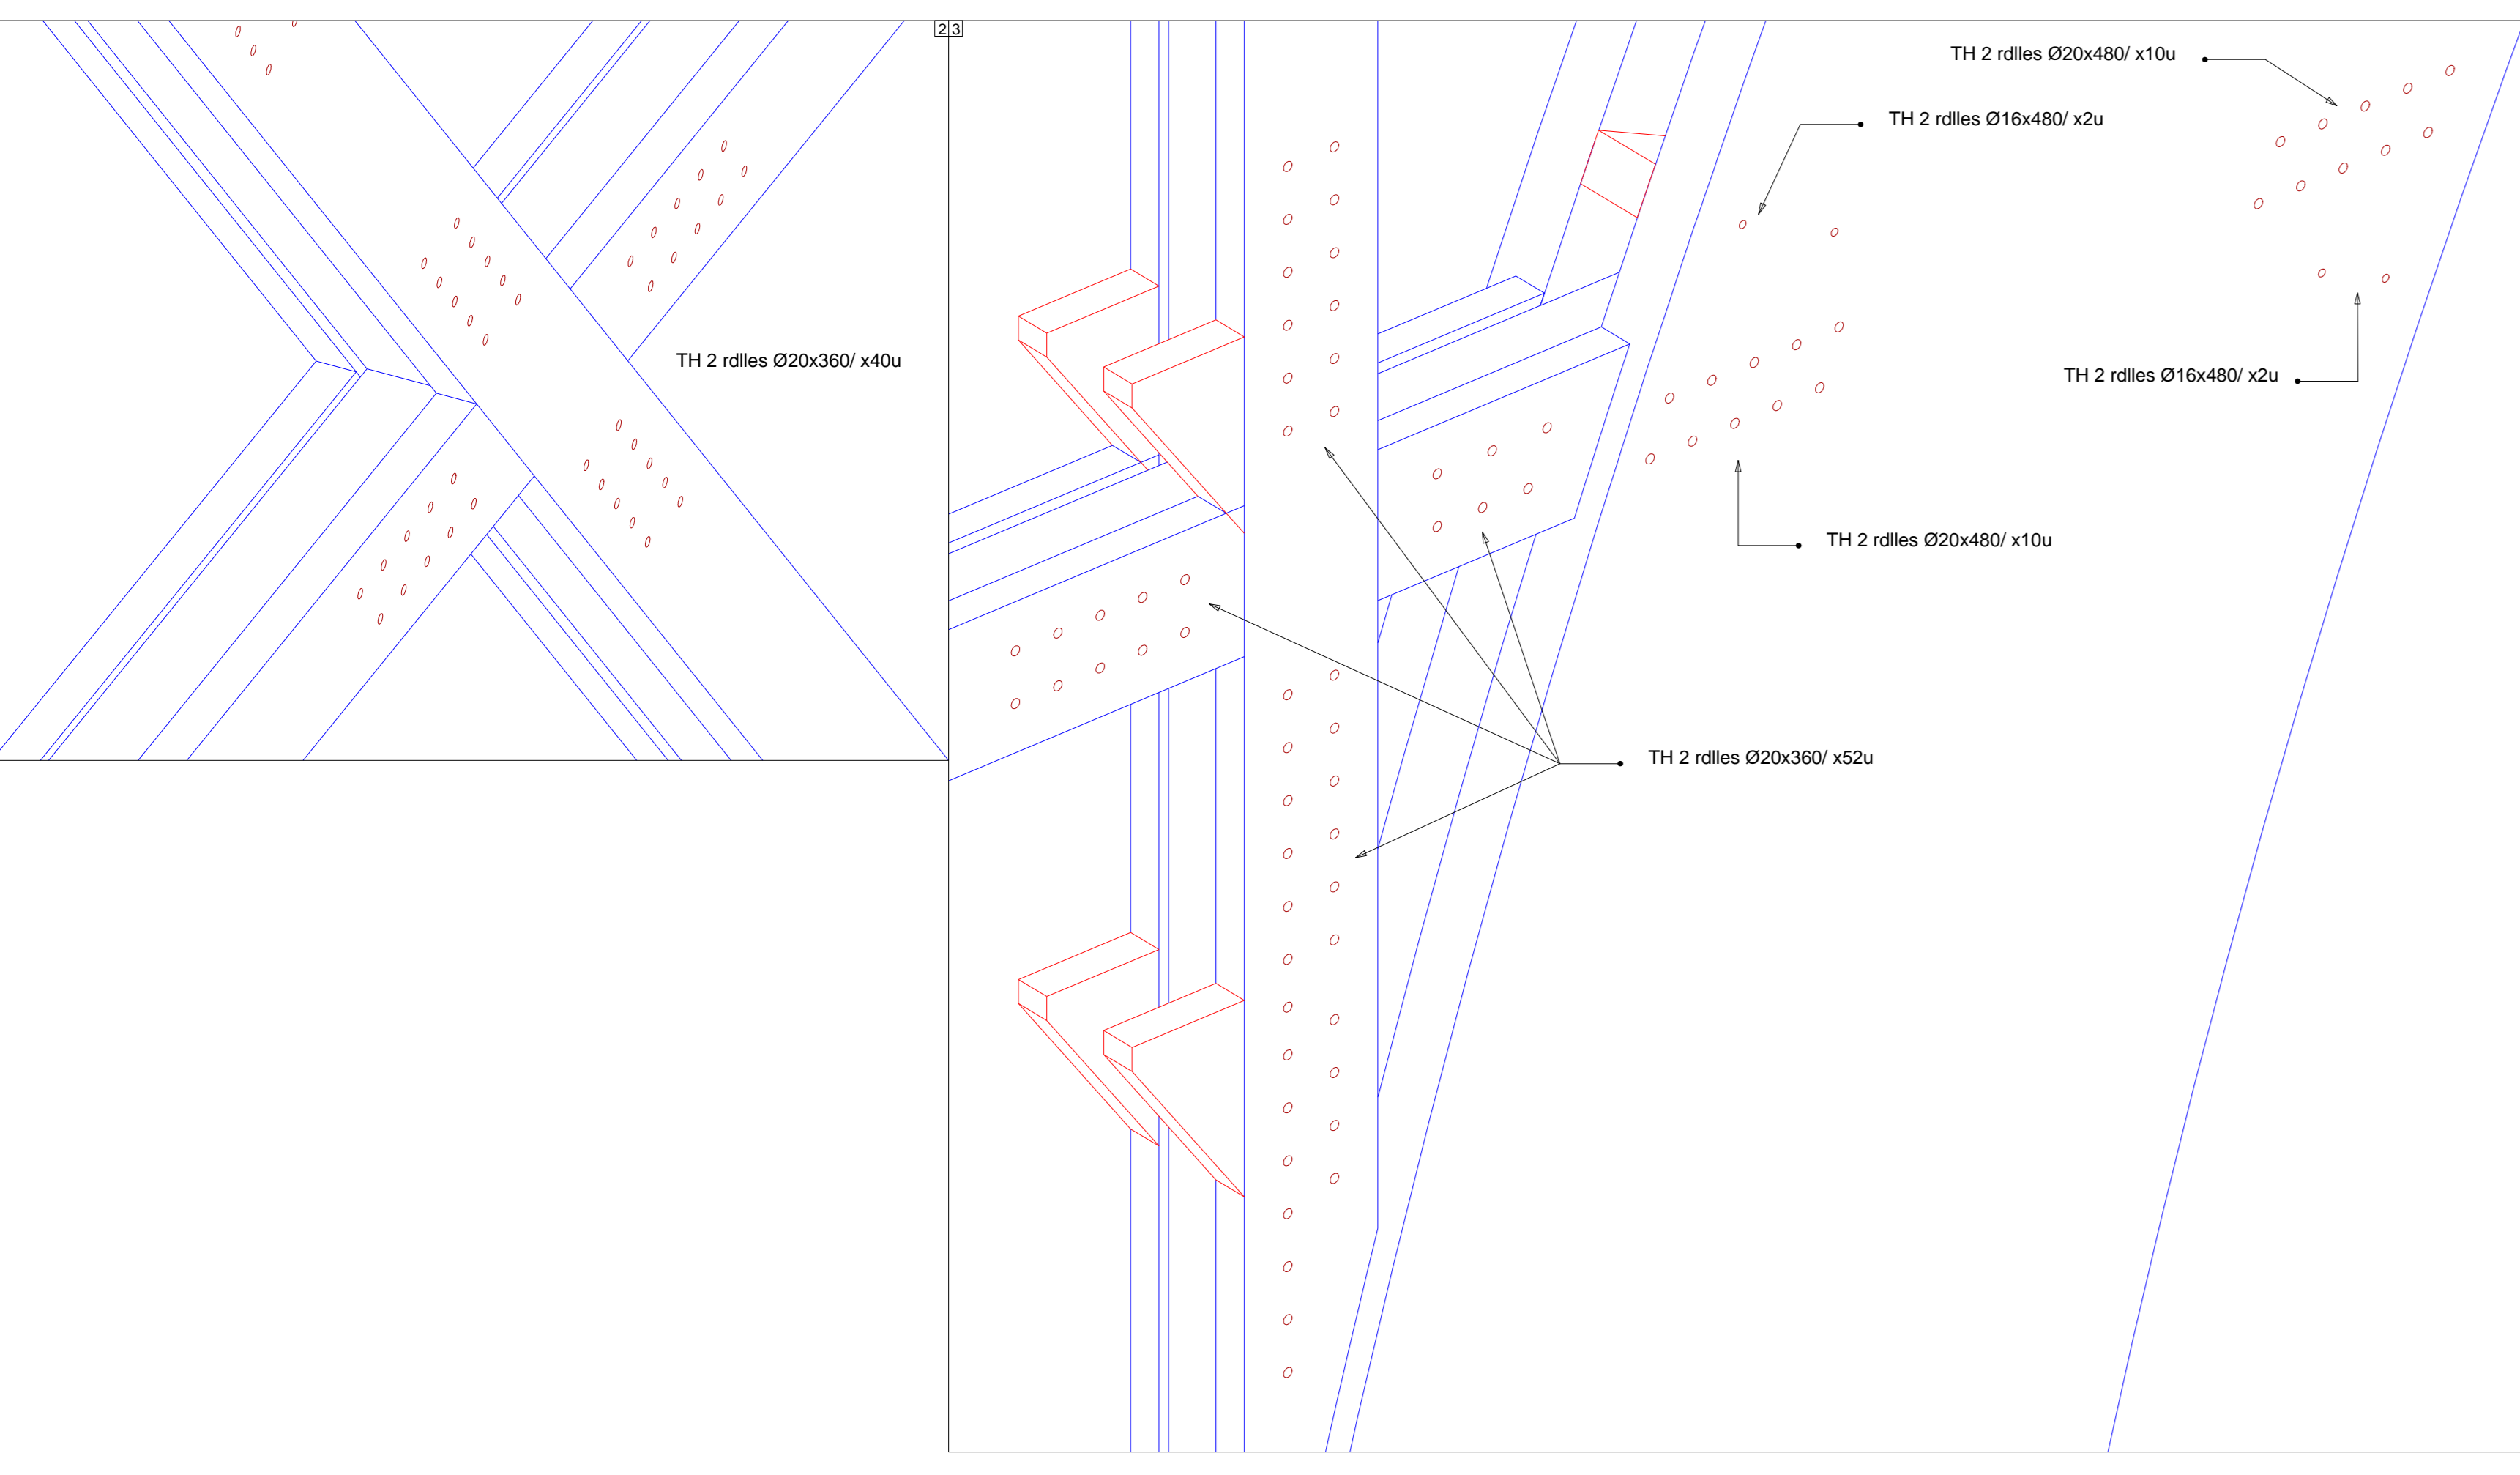 2 3
TH 2 rdlles Ø20x480/ x10u
TH 2 rdlles Ø16x480/ x2u
TH 2 rdlles Ø20x360/ x40u
TH 2 rdlles Ø16x480/ x2u
TH 2 rdlles Ø20x480/ x10u
TH 2 rdlles Ø20x360/ x52u